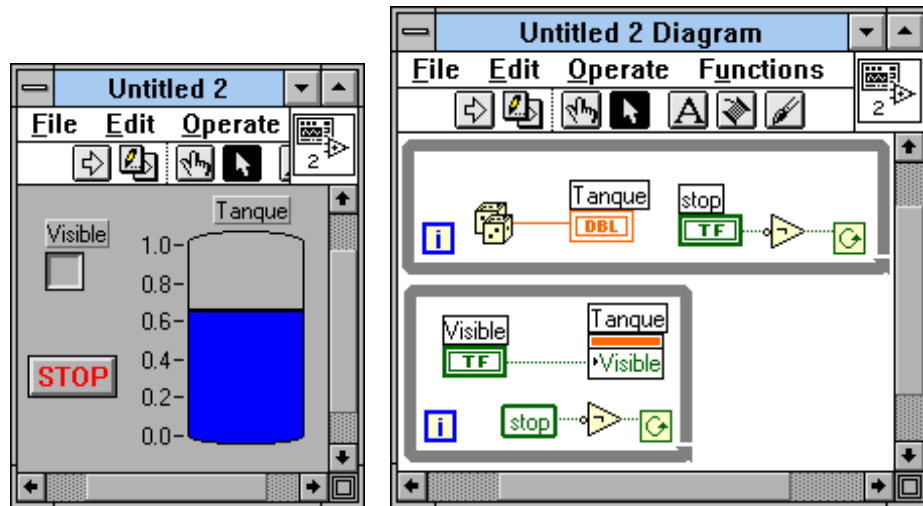 Untitled 2
File Edit Operate
2
Visible
Tanque
1.0
0.8
0.6
0.4
0.2
0.0
STOP
Untitled 2 Diagram
File Edit Operate Functions
A
2
Tanque
DBL
stop
TF
i
Visible
TF
Tanque
Visible
i
stop